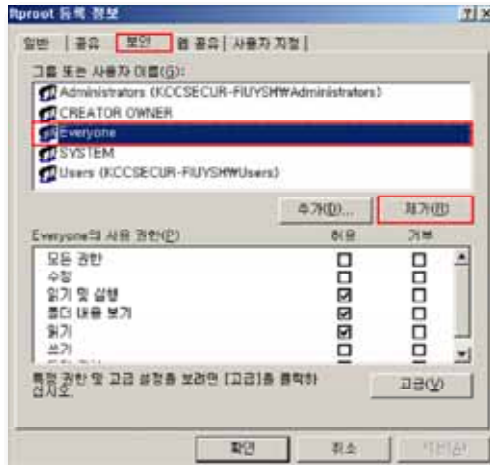 ftproot 등록 정보
일반 공유 보안 웹 공유 사용자 지정
그룹 또는 사용자 이름(G):
Administrators (KCCSECUR-FIUYSH\Administrators)
CREATOR OWNER
Everyone
SYSTEM
Users (KCCSECUR-FIUYSH\Users)
추가(D)... 제거(R)
Everyone의 사용 권한(P) 허용 거부
모든 권한
수정
읽기 및 실행
폴더 내용 보기
읽기
쓰기
특정 권한 및 고급 설정을 보려면 [고급]을 클릭하
십시오.
고급(V)
확인 취소 적용(A)